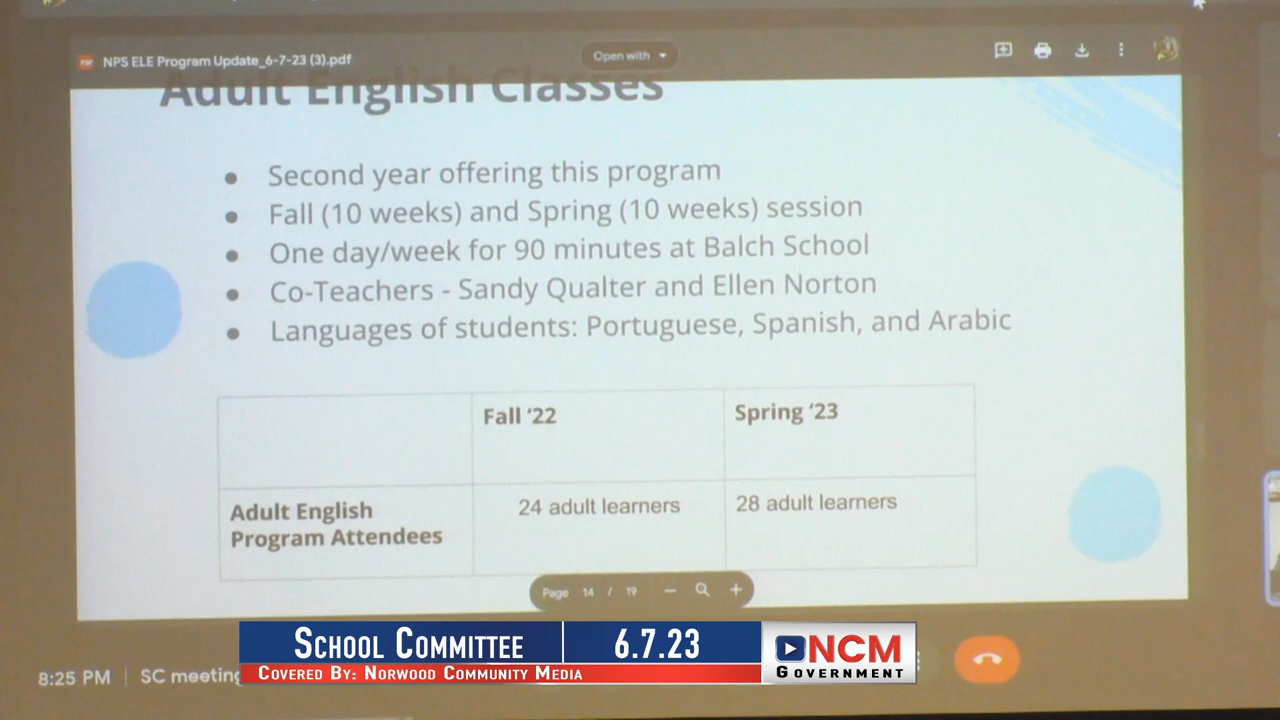 NPS ELE Program Update_6-7-23 (3).pdf
Open with
Adult English Classes
Second year offering this program
Fall (10 weeks) and Spring (10 weeks) session
One day/week for 90 minutes at Balch School
Co-Teachers - Sandy Qualter and Ellen Norton
Languages of students: Portuguese, Spanish, and Arabic
Fall ‘22
Spring ‘23
Adult English
Program Attendees
24 adult learners
28 adult learners
Page 14 / 19
8:25 PM
SC meeting
School Committee
6.7.23
Covered By: Norwood Community Media
NCM
Government